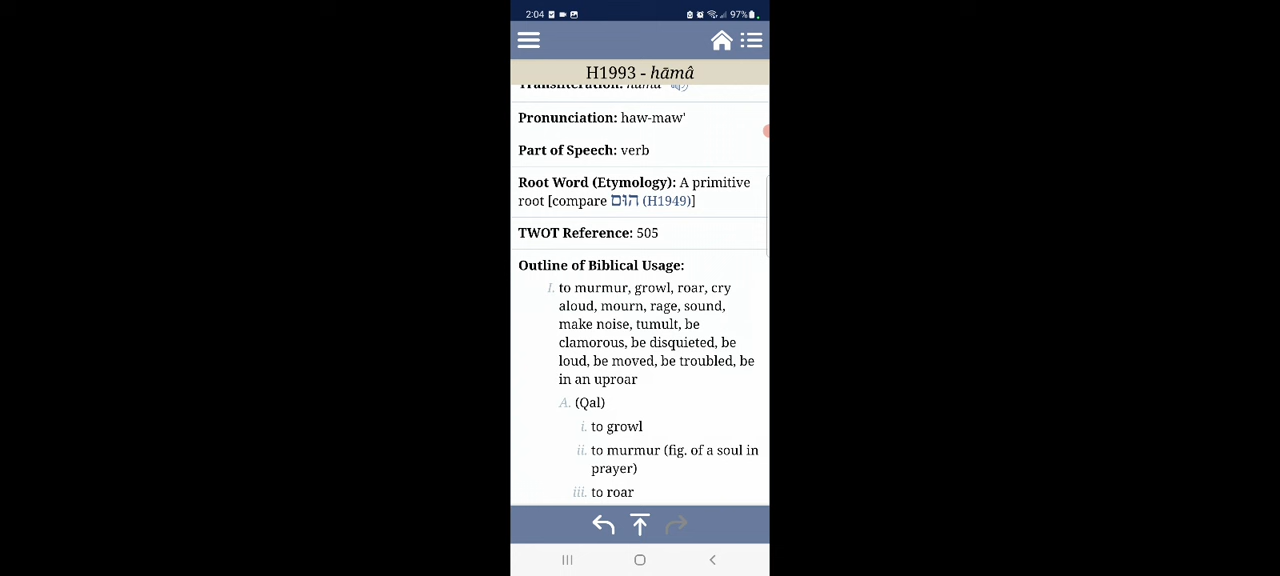 2:04
97%
H1993 - hāmâ
Transliteration: hāmâ
Pronunciation: haw-maw'
Part of Speech: verb
Root Word (Etymology): A primitive
root [compare הוּם (H1949)]
TWOT Reference: 505
Outline of Biblical Usage:
I. to murmur, growl, roar, cry
aloud, mourn, rage, sound,
make noise, tumult, be
clamorous, be disquieted, be
loud, be moved, be troubled, be
in an uproar
A. (Qal)
i. to growl
ii. to murmur (fig. of a soul in
prayer)
iii. to roar